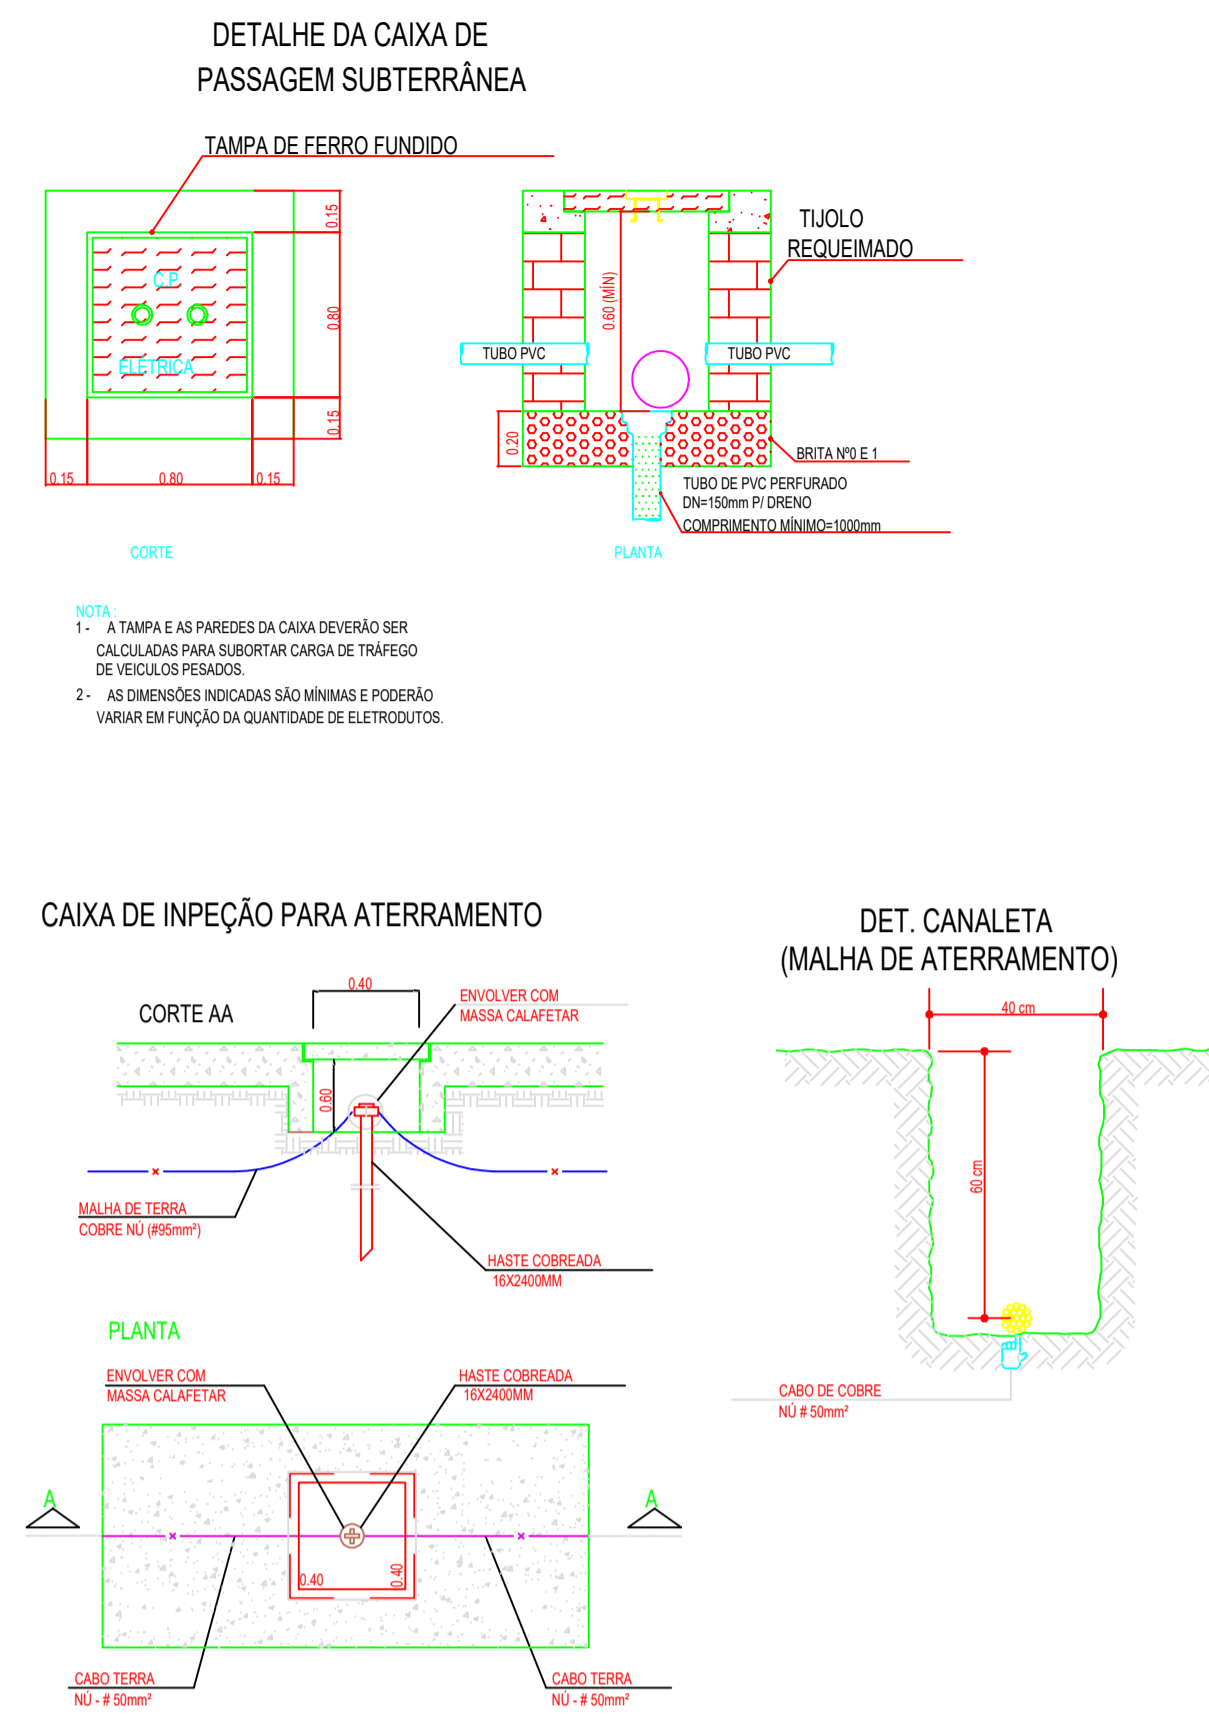 DETALHE DA CAIXA DE
PASSAGEM SUBTERRÂNEA
TAMPA DE FERRO FUNDIDO
0.15
C.P.
0.80
ELÉTRICA
0.15
0.15
0.80
0.15
CORTE
TIJOLO
REQUEIMADO
0.60 (MÍN)
TUBO PVC
TUBO PVC
0.20
BRITA Nº0 E 1
TUBO DE PVC PERFURADO
DN=150mm P/ DRENO
COMPRIMENTO MÍNIMO=1000mm
PLANTA
NOTA :
1 - A TAMPA E AS PAREDES DA CAIXA DEVERÃO SER
CALCULADAS PARA SUBORTAR CARGA DE TRÁFEGO
DE VEICULOS PESADOS.
2 - AS DIMENSÕES INDICADAS SÃO MÍNIMAS E PODERÃO
VARIAR EM FUNÇÃO DA QUANTIDADE DE ELETRODUTOS.
CAIXA DE INPEÇÃO PARA ATERRAMENTO
CORTE AA
0.40
ENVOLVER COM
MASSA CALAFETAR
0.60
MALHA DE TERRA
COBRE NÚ (#95mm²)
HASTE COBREADA
16X2400MM
PLANTA
ENVOLVER COM
MASSA CALAFETAR
HASTE COBREADA
16X2400MM
A
A
0.40
0.40
CABO TERRA
NÚ - # 50mm²
CABO TERRA
NÚ - # 50mm²
DET. CANALETA
(MALHA DE ATERRAMENTO)
40 cm
60 cm
CABO DE COBRE
NÚ # 50mm²